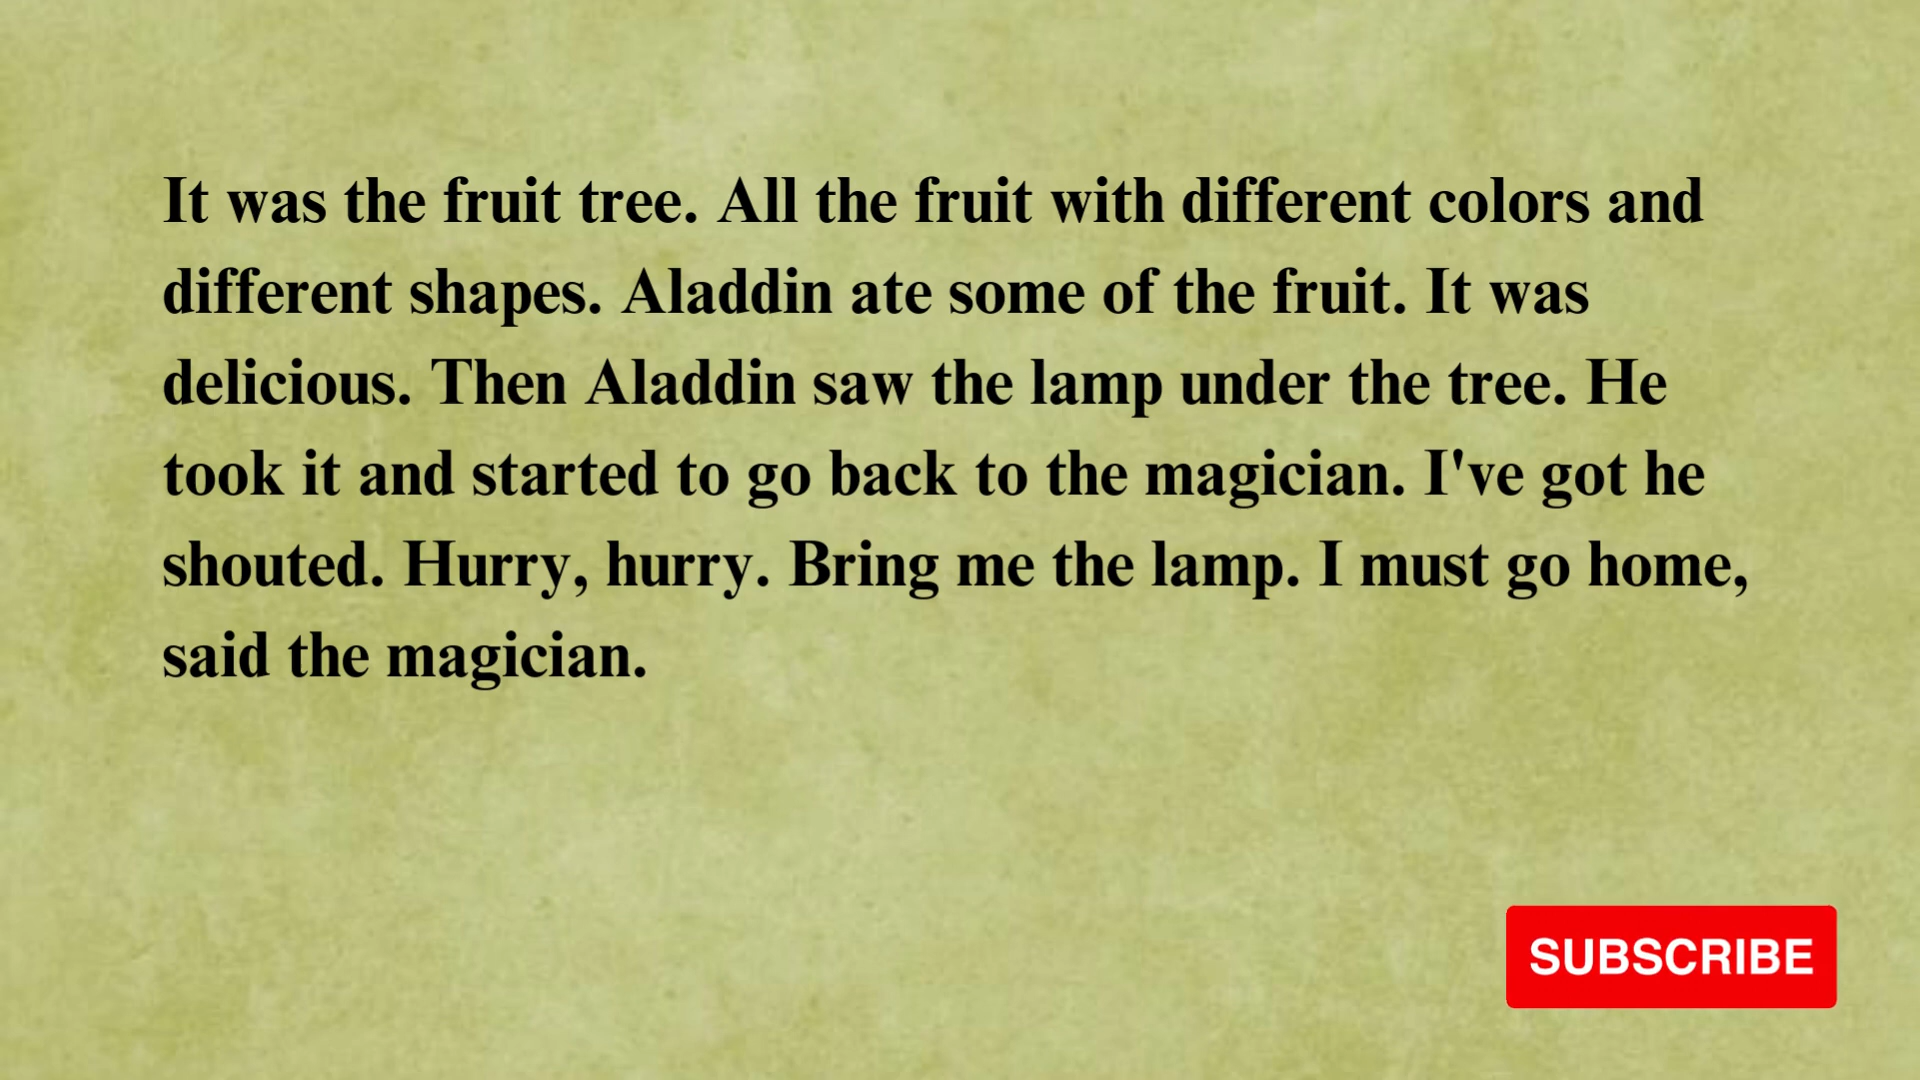 It was the fruit tree. All the fruit with different colors and
different shapes. Aladdin ate some of the fruit. It was
delicious. Then Aladdin saw the lamp under the tree. He
took it and started to go back to the magician. I've got he
shouted. Hurry, hurry. Bring me the lamp. I must go home,
said the magician.
SUBSCRIBE